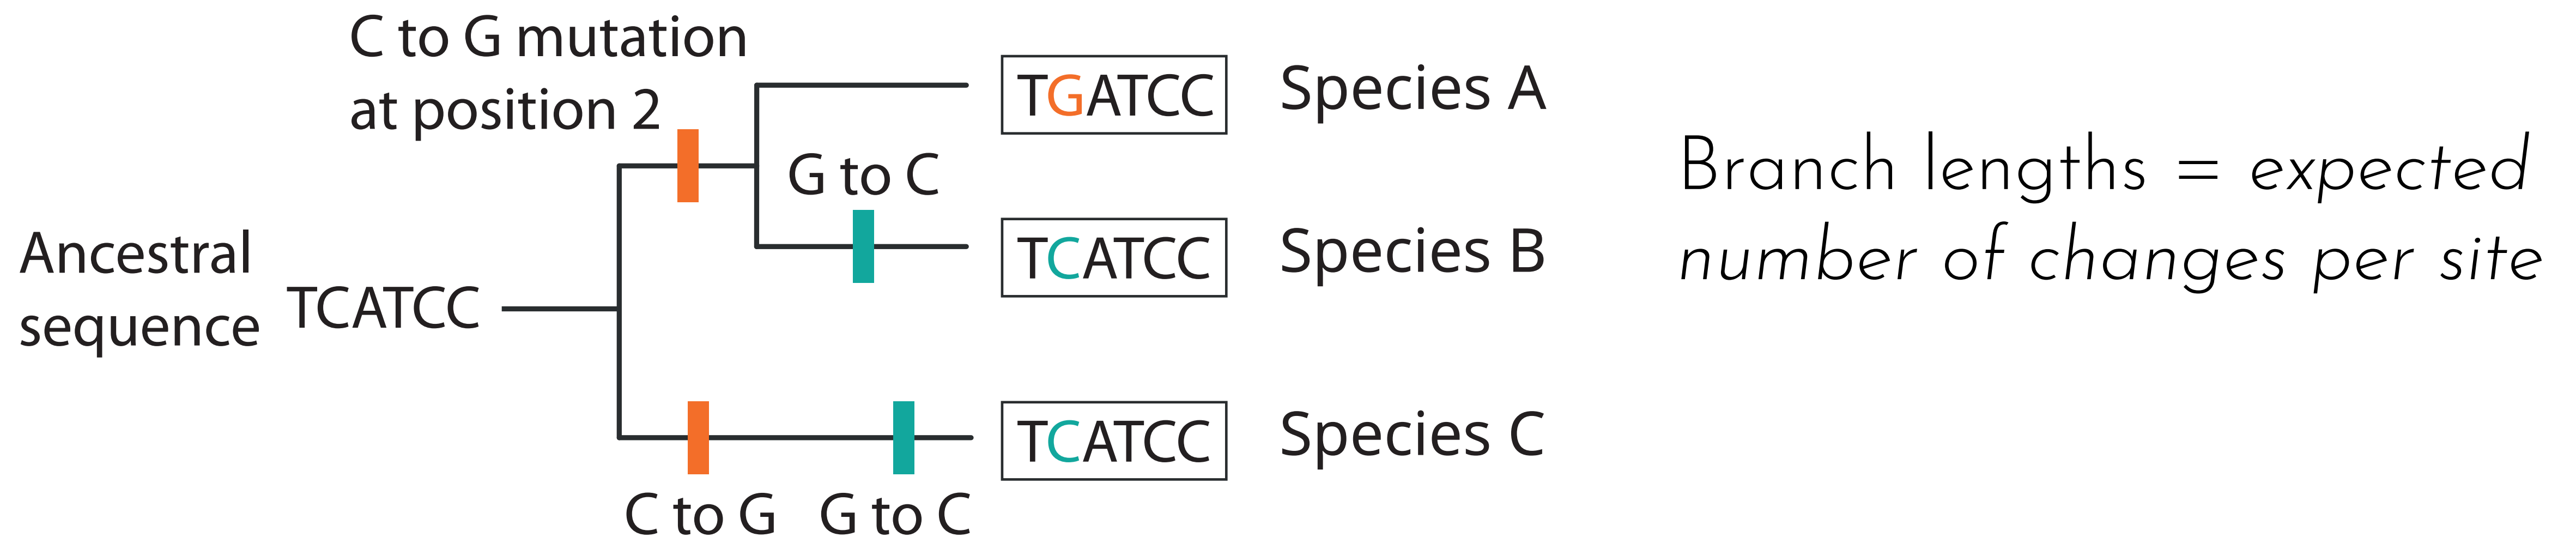 C to G mutation
at position 2
TGATCC
Species A
G to C
TCATCC
Species B
Ancestral
sequence
TCATCC
TCATCC
Species C
C to G
G to C
Branch lengths = expected
number of changes per site